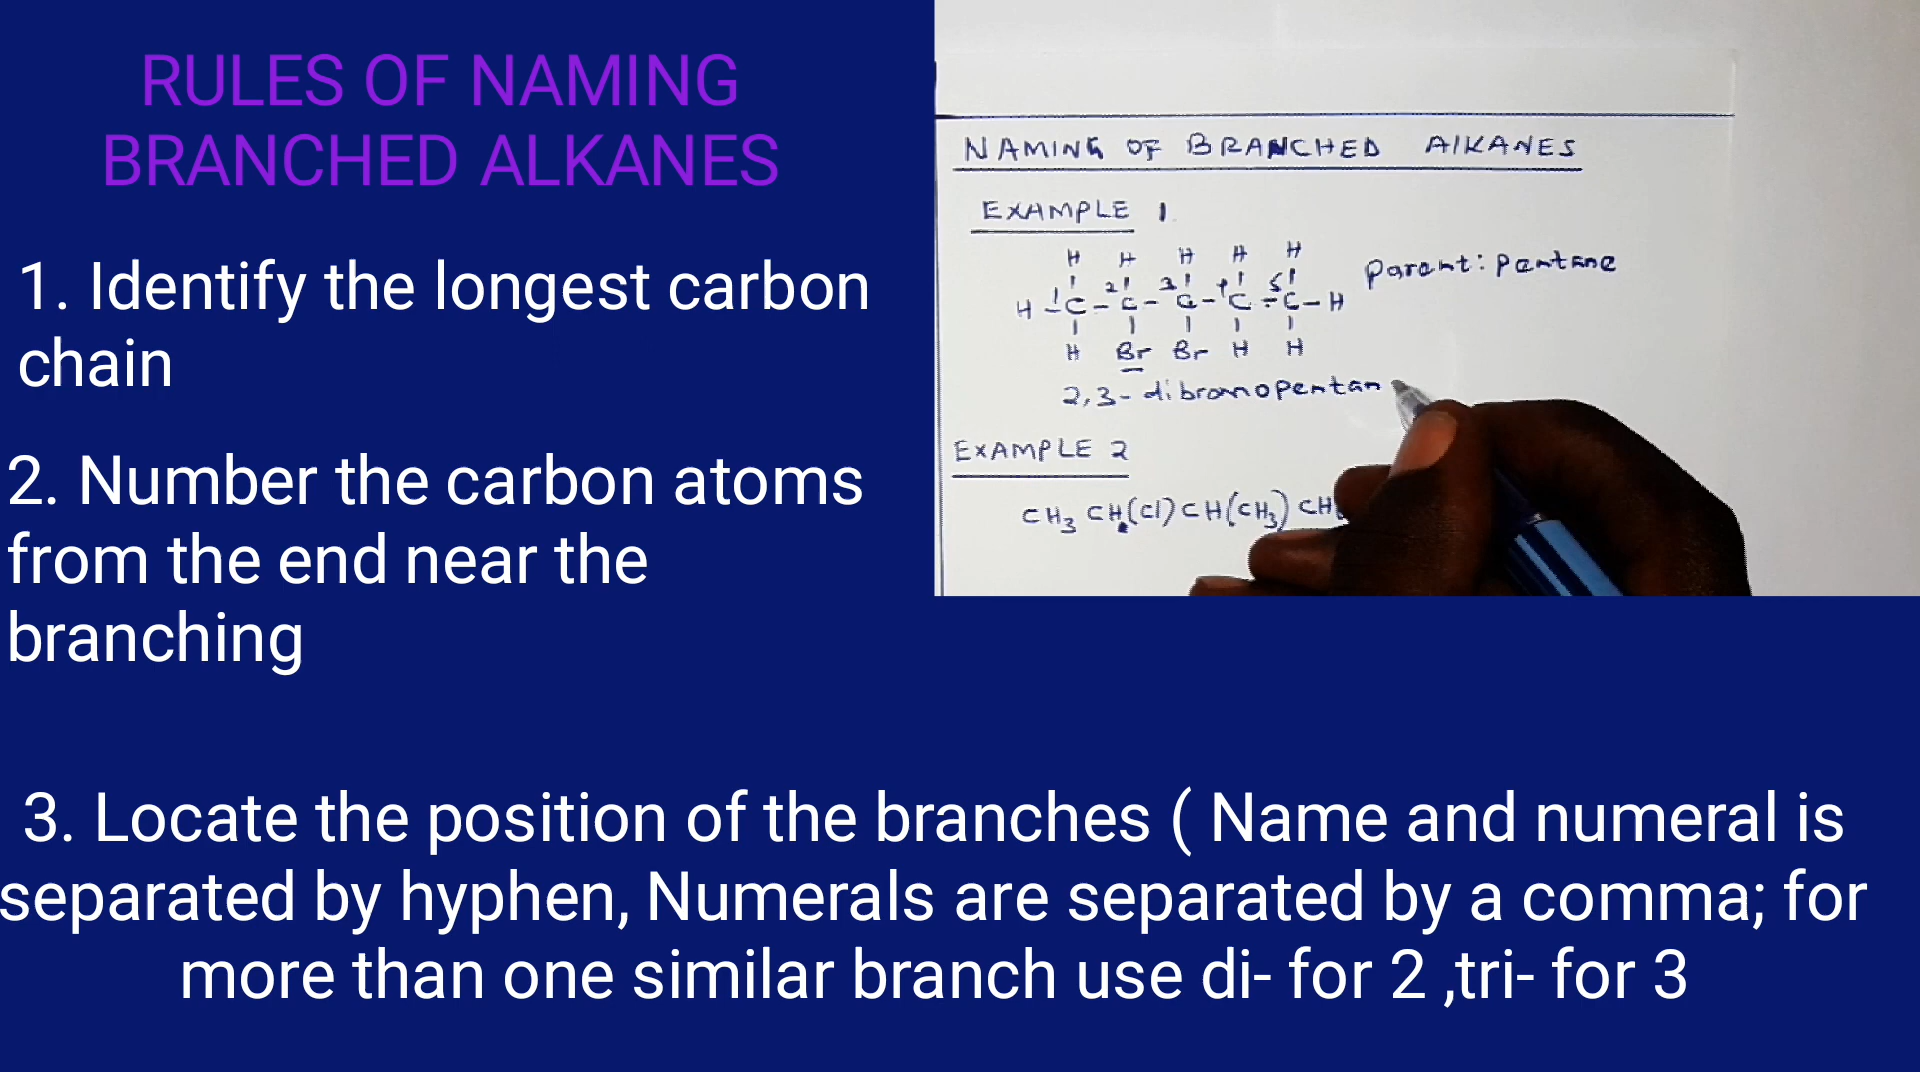 RULES OF NAMING
BRANCHED ALKANES
1. Identify the longest carbon
chain
2. Number the carbon atoms
from the end near the
branching
3. Locate the position of the branches ( Name and numeral is
separated by hyphen, Numerals are separated by a comma; for
more than one similar branch use di- for 2 ,tri- for 3
NAMING OF BRANCHED AlKANES
EXAMPLE 1
H H H H H
1 2 3 4 5
H - C - C - C - C - C - H
H Br Br H H
Parent: Pentane
2,3- dibromopentan
EXAMPLE 2
CH3 CH(Cl) CH(CH3) CH